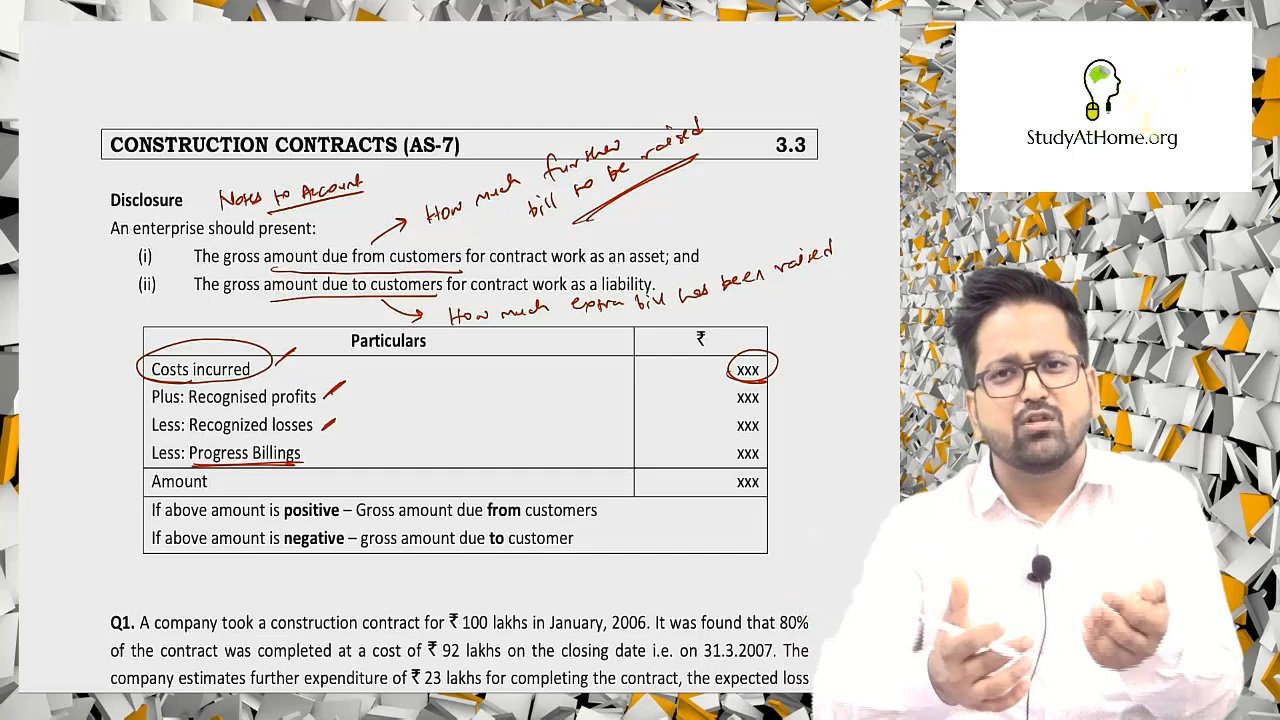 StudyAtHome.org
CONSTRUCTION CONTRACTS (AS-7) 3.3
Disclosure Notes to Account
How much further
bill to be raised
An enterprise should present:
(i) The gross amount due from customers for contract work as an asset; and
(ii) The gross amount due to customers for contract work as a liability.
How much extra bill has been raised
Particulars ₹
Costs incurred xxx
Plus: Recognised profits xxx
Less: Recognized losses xxx
Less: Progress Billings xxx
Amount xxx
If above amount is positive – Gross amount due from customers
If above amount is negative – gross amount due to customer
Q1. A company took a construction contract for ₹ 100 lakhs in January, 2006. It was found that 80%
of the contract was completed at a cost of ₹ 92 lakhs on the closing date i.e. on 31.3.2007. The
company estimates further expenditure of ₹ 23 lakhs for completing the contract, the expected loss